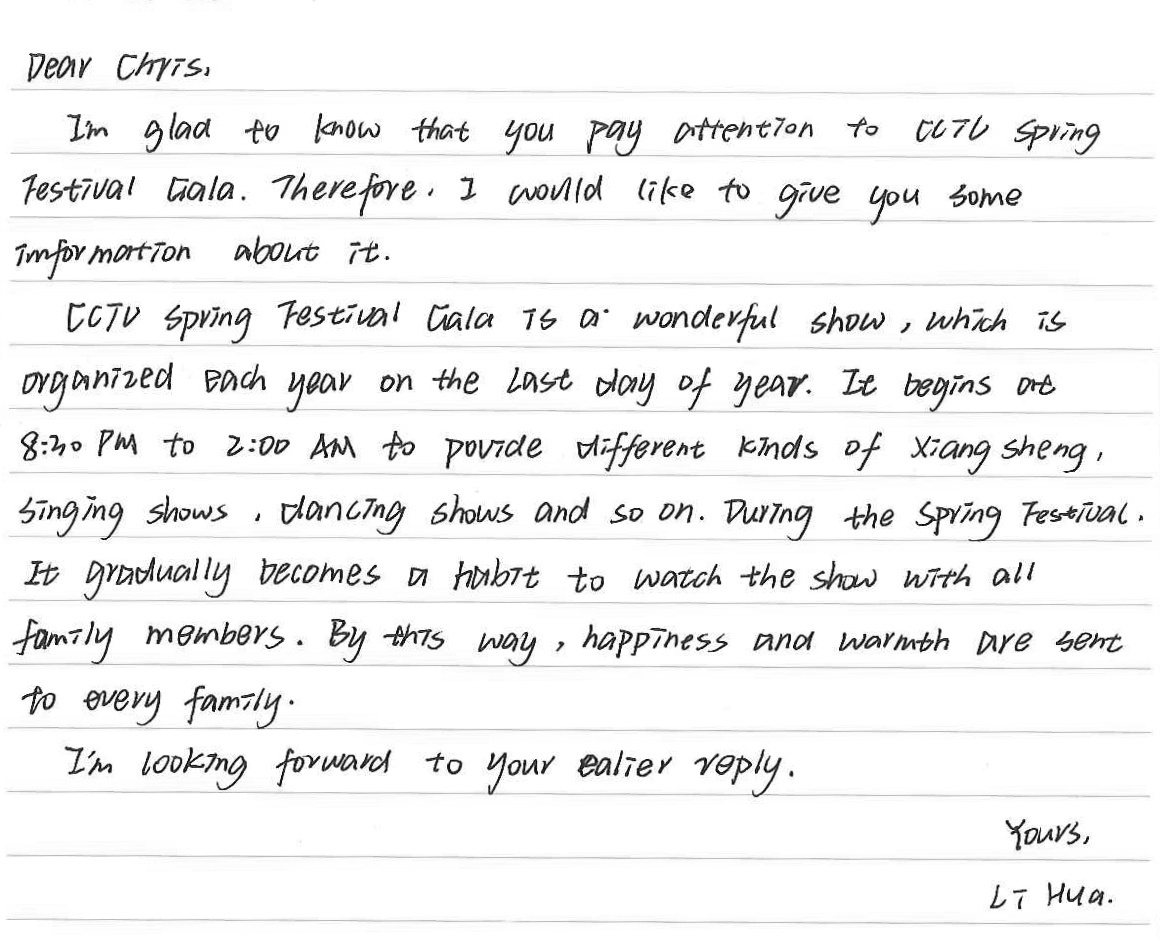 Dear Chris,
I'm glad to know that you pay attention to CCTV Spring
Festival Gala. Therefore. I would like to give you some
imformation about it.
CCTV Spring Festival Gala is a wonderful show, which is
organized each year on the last day of year. It begins at
8:30 PM to 2:00 AM to povide different kinds of Xiang sheng,
singing shows, dancing shows and so on. During the Spring Festival.
It gradually becomes a habit to watch the show with all
family members. By this way, happiness and warmth are sent
to every family.
I'm looking forward to your ealier reply.
Yours,
Li Hua.